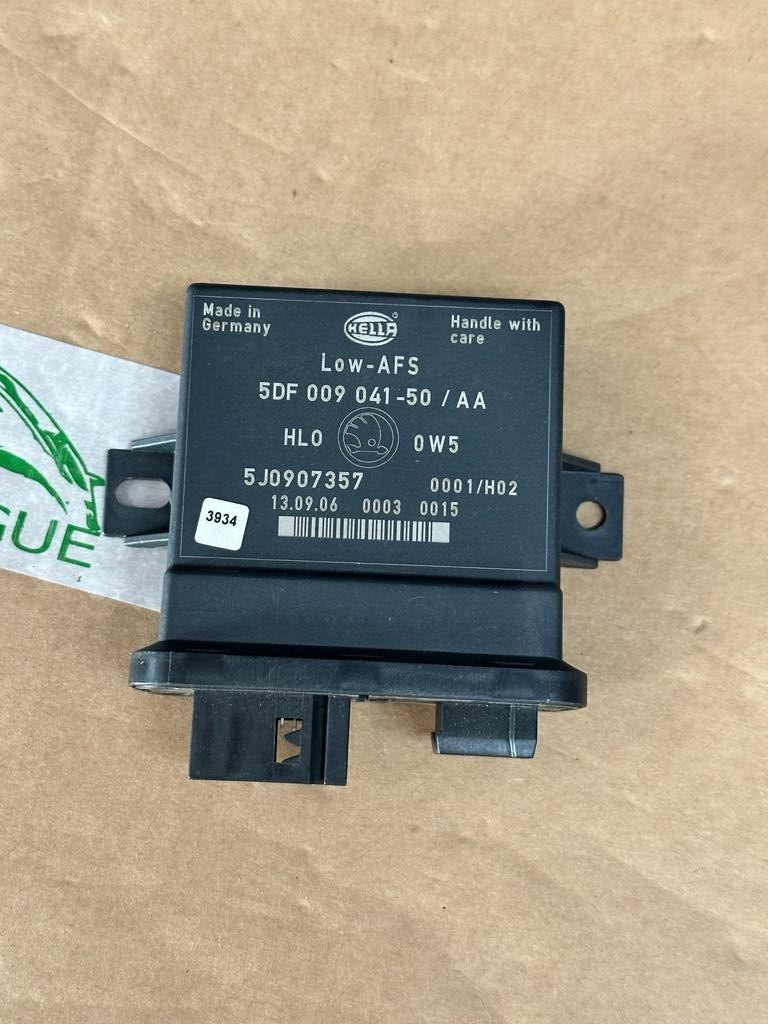 Made in
Germany
HELLA
®
Handle with
care
Low-AFS
5DF 009 041-50 / AA
HLO 0W5
5J0907357 0001/H02
13.09.06 0003 0015
3934
GUE